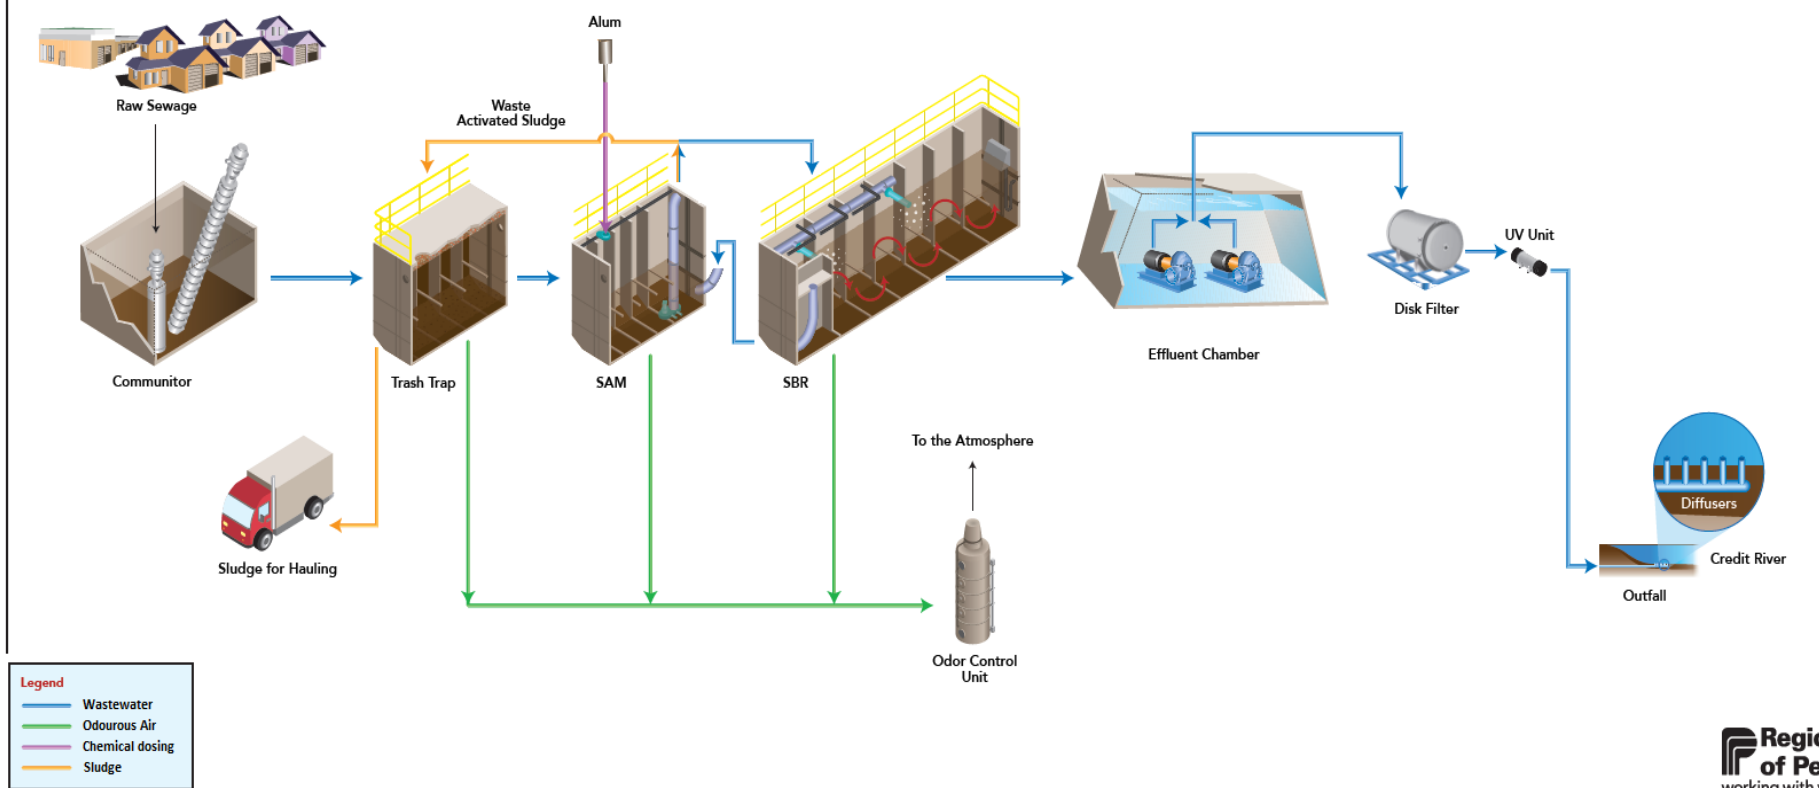 Alum
Raw Sewage
Waste
Activated Sludge
Communitor
Trash Trap
SAM
SBR
Effluent Chamber
Disk Filter
UV Unit
To the Atmosphere
Sludge for Hauling
Odor Control
Unit
Diffusers
Credit River
Outfall
Legend
Wastewater
Odourous Air
Chemical dosing
Sludge
of
working with